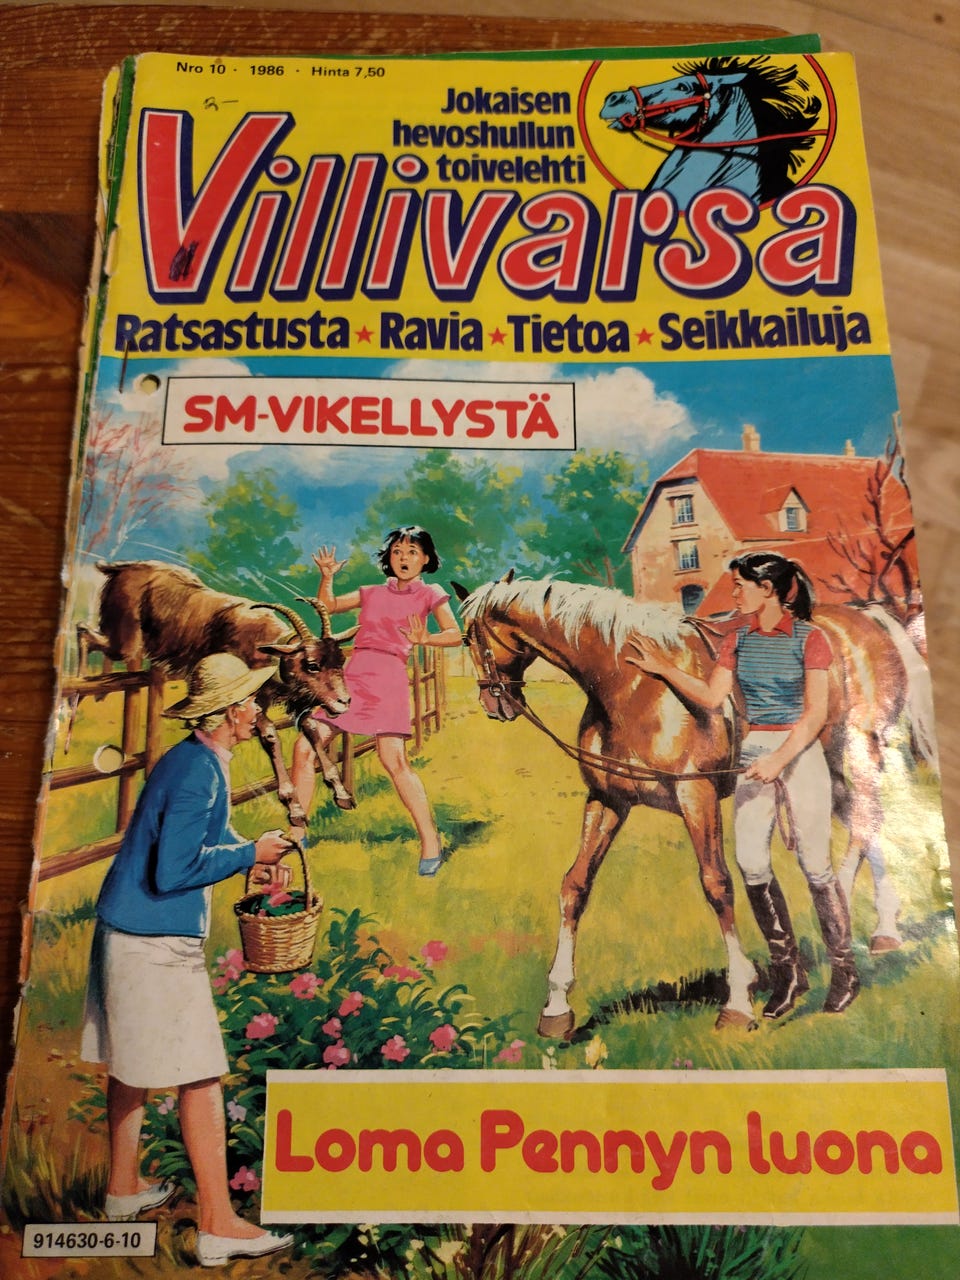 Nro 10 · 1986 · Hinta 7,50
3-
Jokaisen
hevoshullun
toivelehti
Villivarsa
Ratsastusta ★ Ravia ★ Tietoa ★ Seikkailuja
SM-VIKELLYSTÄ
Loma Pennyn luona
914630-6-10